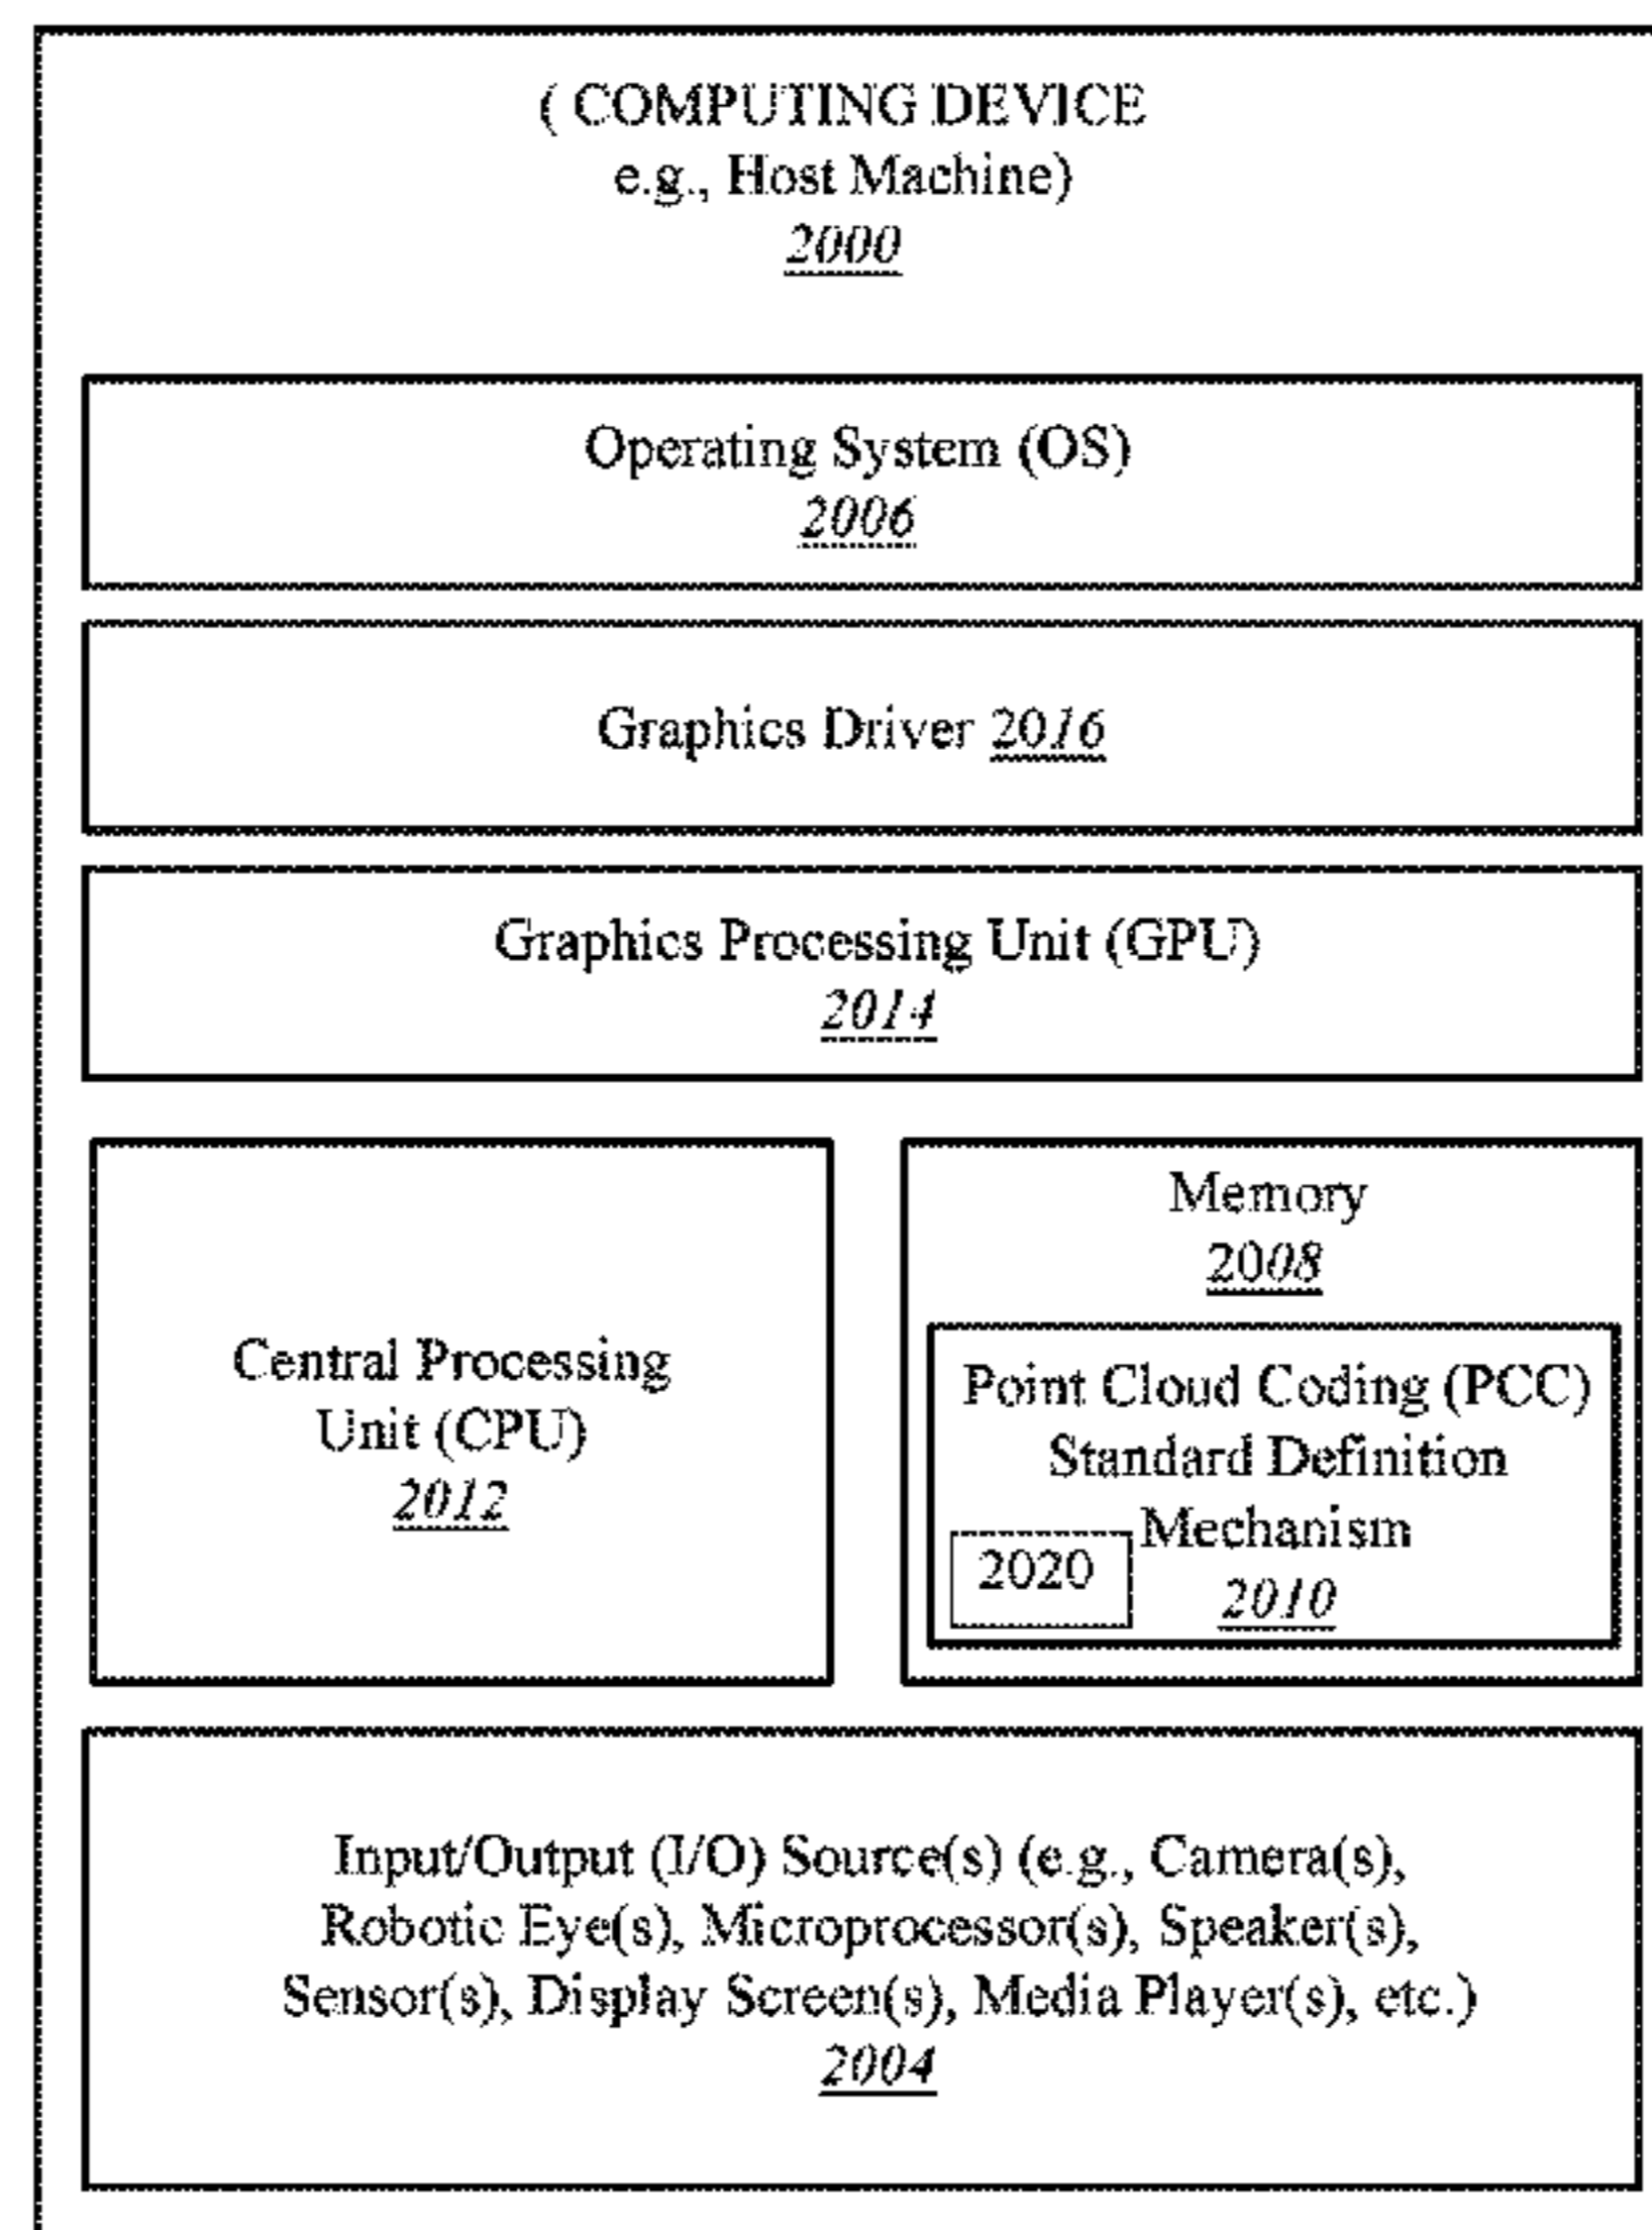 ( COMPUTING DEVICE
e.g., Host Machine)
2000
Operating System (OS)
2006
Graphics Driver 2016
Graphics Processing Unit (GPU)
2014
Central Processing
Unit (CPU)
2012
Memory
2008
Point Cloud Coding (PCC)
Standard Definition
Mechanism
2020
2010
Input/Output (I/O) Source(s) (e.g., Camera(s),
Robotic Eye(s), Microprocessor(s), Speaker(s),
Sensor(s), Display Screen(s), Media Player(s), etc.)
2004